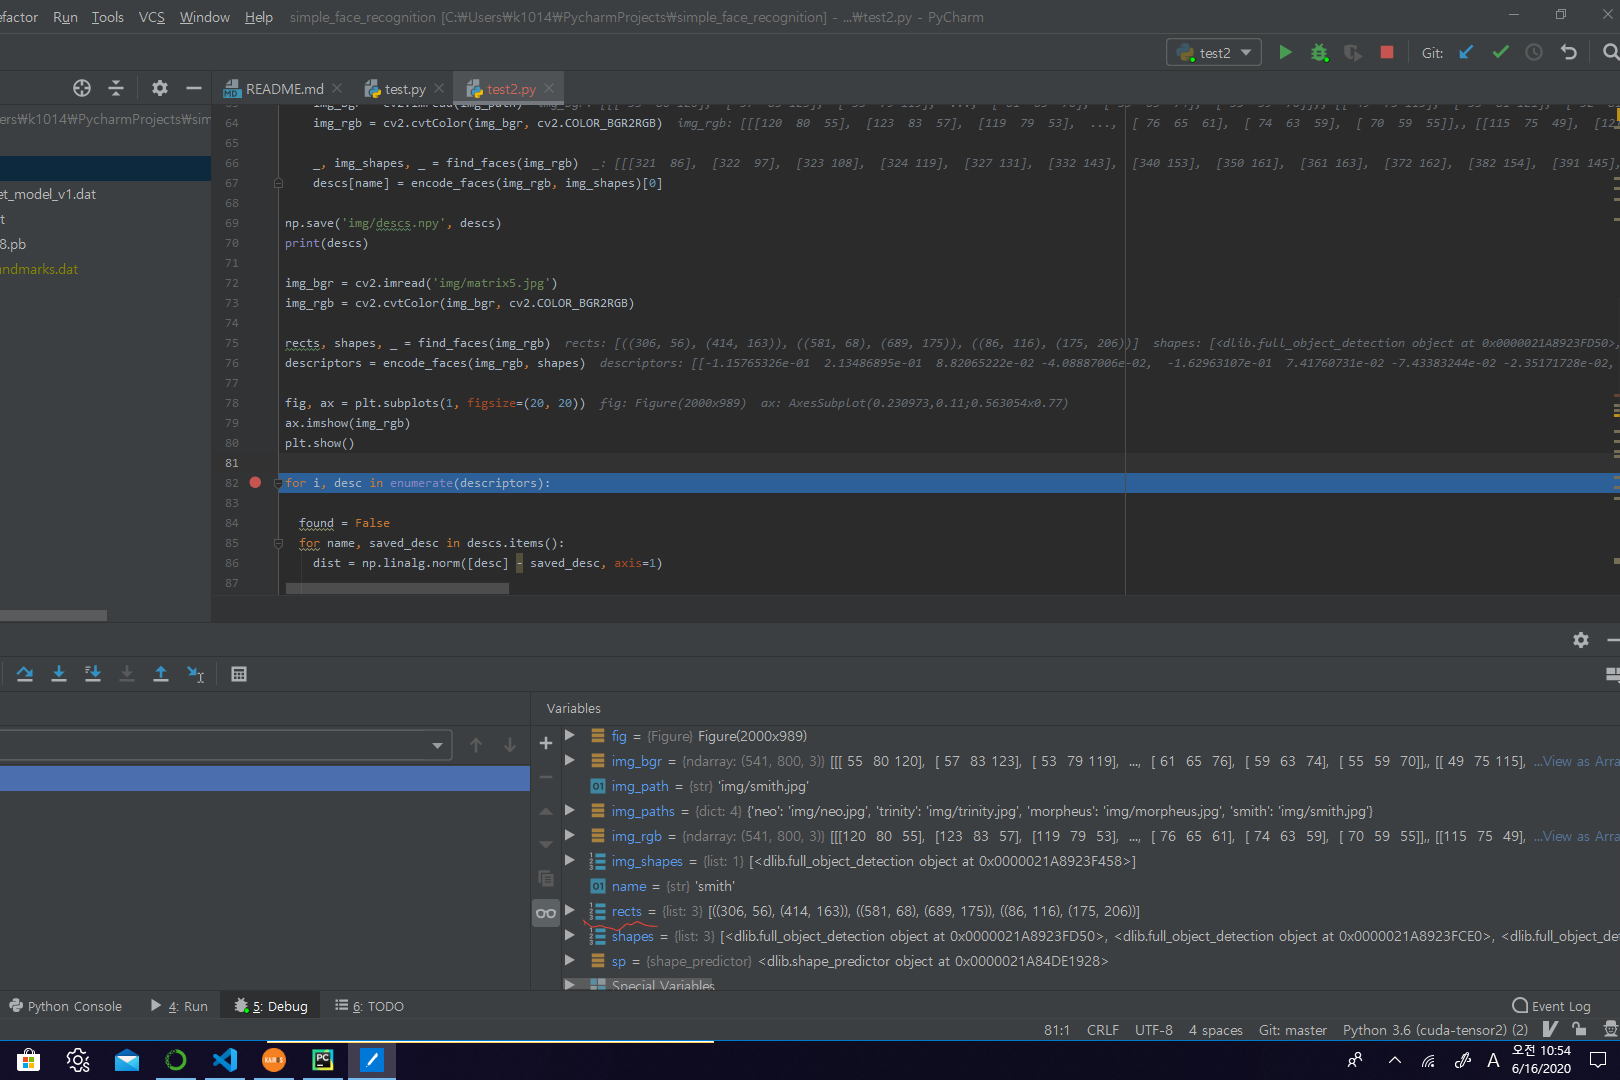 efactor Run Tools VCS Window Help simple_face_recognition [C:₩Users₩k1014₩PycharmProjects₩simple_face_recognition] - ...₩test2.py - PyCharm
test2 Git:
README.md test.py test2.py
ers₩k1014₩PycharmProjects₩sim
et_model_v1.dat
t
8.pb
andmarks.dat
64 img_rgb = cv2.cvtColor(img_bgr, cv2.COLOR_BGR2RGB) img_rgb: [[[120 80 55], [123 83 57], [119 79 53], ..., [ 76 65 61], [ 74 63 59], [ 70 59 55]],, [[115 75 49], [12
65
66 _, img_shapes, _ = find_faces(img_rgb) _: [[[321 86], [322 97], [323 108], [324 119], [327 131], [332 143], [340 153], [350 161], [361 163], [372 162], [382 154], [391 145],
67 descs[name] = encode_faces(img_rgb, img_shapes)[0]
68
69 np.save('img/descs.npy', descs)
70 print(descs)
71
72 img_bgr = cv2.imread('img/matrix5.jpg')
73 img_rgb = cv2.cvtColor(img_bgr, cv2.COLOR_BGR2RGB)
74
75 rects, shapes, _ = find_faces(img_rgb) rects: [((306, 56), (414, 163)), ((581, 68), (689, 175)), ((86, 116), (175, 206))] shapes: [<dlib.full_object_detection object at 0x0000021A8923FD50>,
76 descriptors = encode_faces(img_rgb, shapes) descriptors: [[-1.15765326e-01 2.13486895e-01 8.82065222e-02 -4.08887006e-02, -1.62963107e-01 7.41760731e-02 -7.43383244e-02 -2.35171728e-02,
77
78 fig, ax = plt.subplots(1, figsize=(20, 20)) fig: Figure(2000x989) ax: AxesSubplot(0.230973,0.11;0.563054x0.77)
79 ax.imshow(img_rgb)
80 plt.show()
81
82 for i, desc in enumerate(descriptors):
83
84 found = False
85 for name, saved_desc in descs.items():
86 dist = np.linalg.norm([desc] - saved_desc, axis=1)
87
Variables
fig = {Figure} Figure(2000x989)
img_bgr = {ndarray: (541, 800, 3)} [[[ 55 80 120], [ 57 83 123], [ 53 79 119], ..., [ 61 65 76], [ 59 63 74], [ 55 59 70]],, [[ 49 75 115], ...View as Arra
img_path = {str} 'img/smith.jpg'
img_paths = {dict: 4} {'neo': 'img/neo.jpg', 'trinity': 'img/trinity.jpg', 'morpheus': 'img/morpheus.jpg', 'smith': 'img/smith.jpg'}
img_rgb = {ndarray: (541, 800, 3)} [[[120 80 55], [123 83 57], [119 79 53], ..., [ 76 65 61], [ 74 63 59], [ 70 59 55]],, [[115 75 49], ...View as Arra
img_shapes = {list: 1} [<dlib.full_object_detection object at 0x0000021A8923F458>]
name = {str} 'smith'
rects = {list: 3} [((306, 56), (414, 163)), ((581, 68), (689, 175)), ((86, 116), (175, 206))]
shapes = {list: 3} [<dlib.full_object_detection object at 0x0000021A8923FD50>, <dlib.full_object_detection object at 0x0000021A8923FCE0>, <dlib.full_object_de
sp = {shape_predictor} <dlib.shape_predictor object at 0x0000021A84DE1928>
Special Variables
Python Console 4: Run 5: Debug 6: TODO Event Log
81:1 CRLF UTF-8 4 spaces Git: master Python 3.6 (cuda-tensor2) (2)
A 오전 10:54
6/16/2020